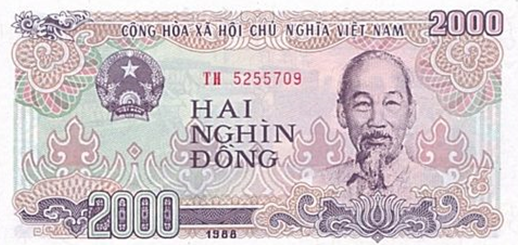 CỘNG HÒA XÃ HỘI CHỦ NGHĨA VIỆT NAM
2000
TH 5255709
HAI
NGHÌN
ĐỒNG
2000
1988